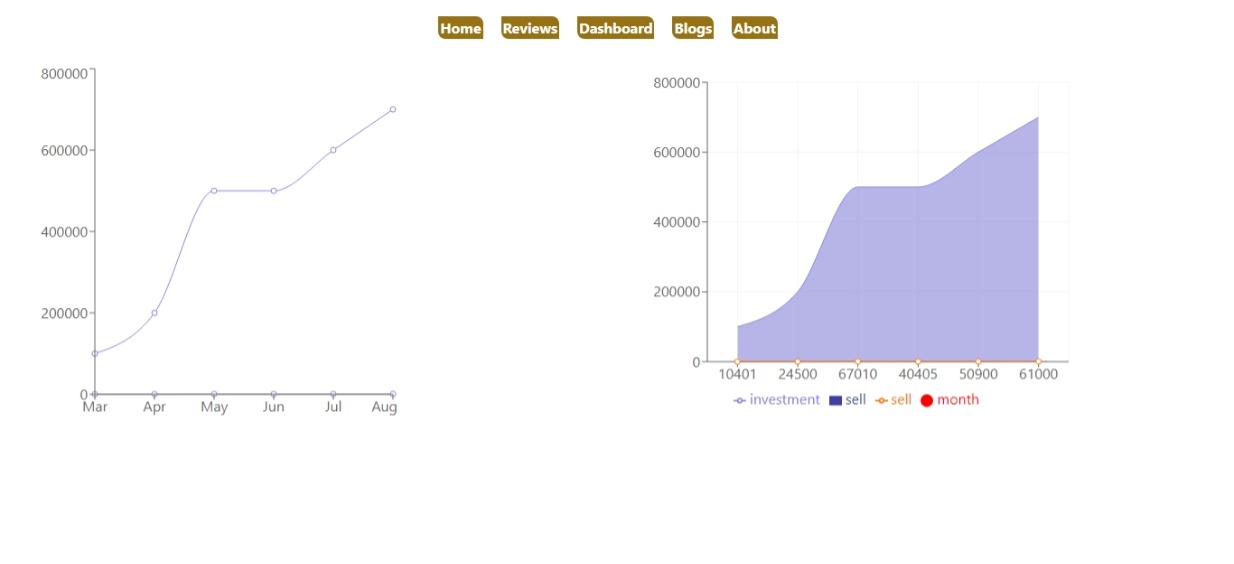 Home Reviews Dashboard Blogs About
800000
600000
400000
200000
0
Mar Apr May Jun Jul Aug
800000
600000
400000
200000
0
10401 24500 67010 40405 50900 61000
investment sell sell month